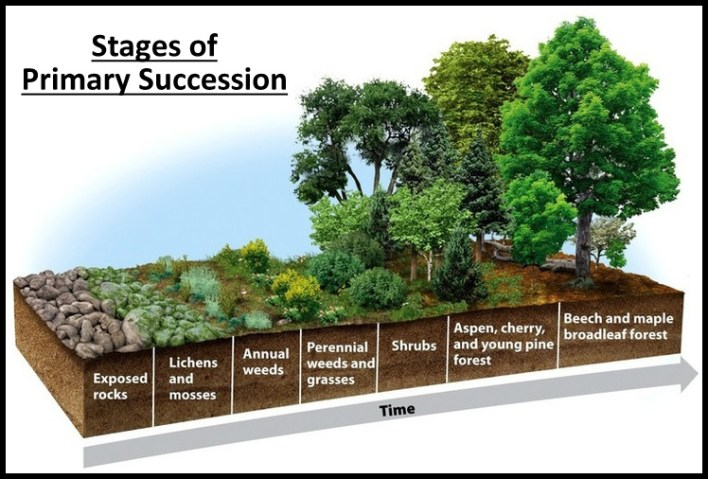 Stages of
Primary Succession
Exposed
rocks
Lichens
and
mosses
Annual
weeds
Perennial
weeds and
grasses
Shrubs
Aspen, cherry,
and young pine
forest
Beech and maple
broadleaf forest
Time